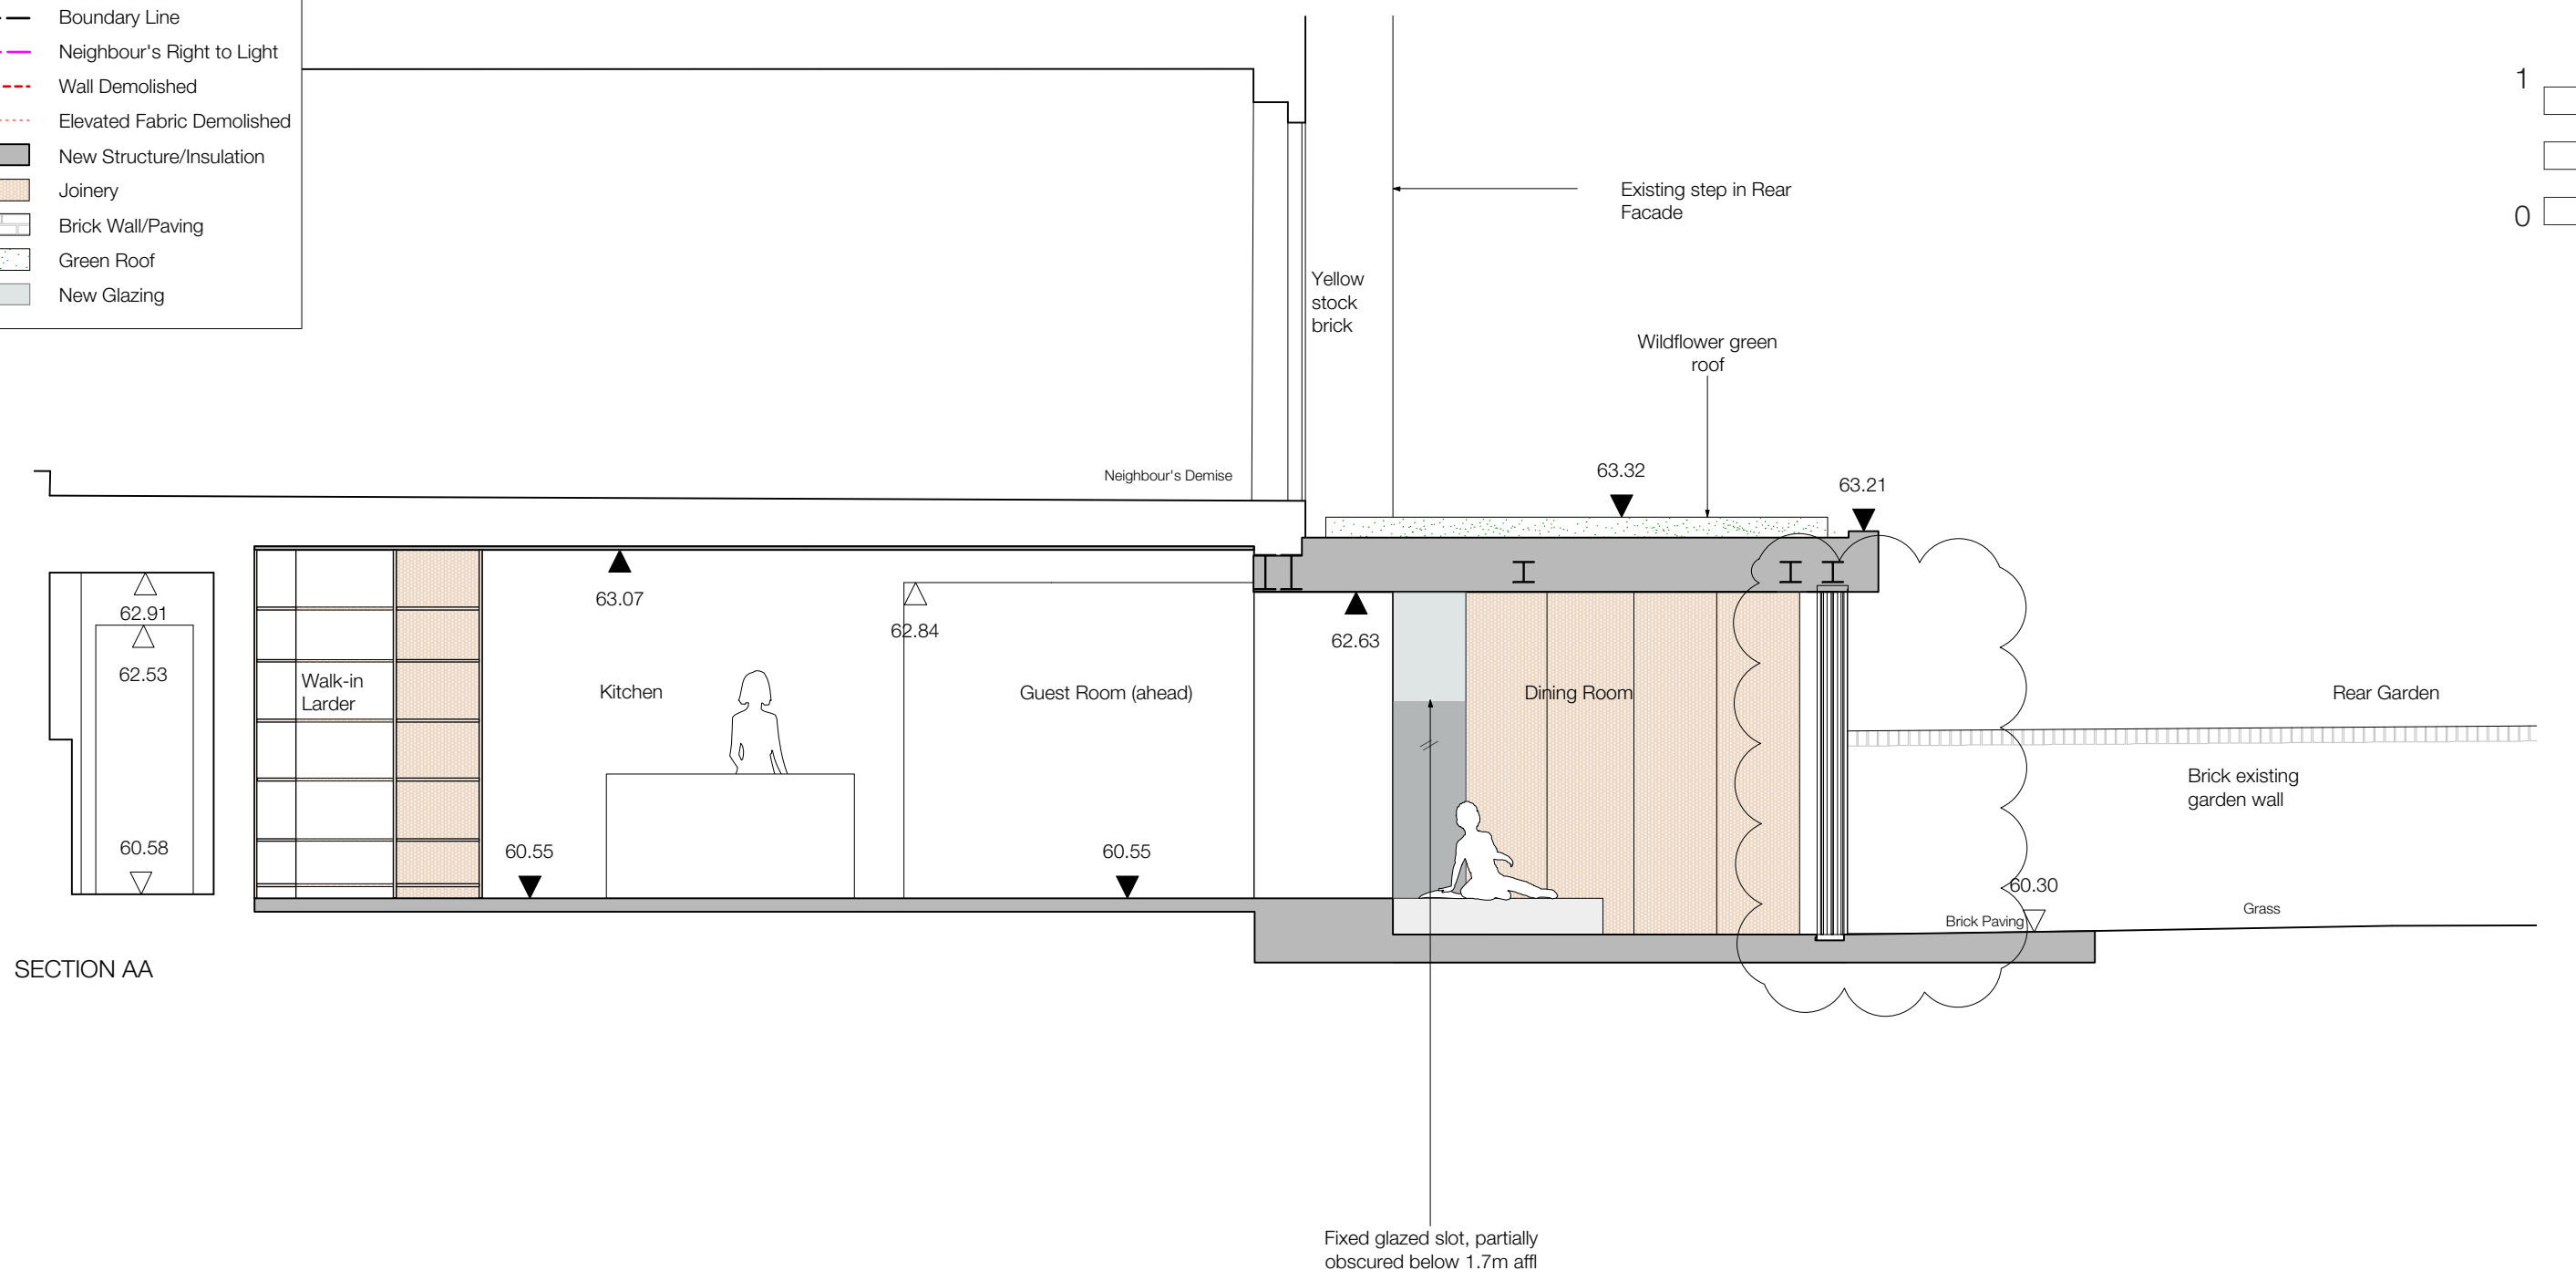 Boundary Line
Neighbour's Right to Light
Wall Demolished
Elevated Fabric Demolished
New Structure/Insulation
Joinery
Brick Wall/Paving
Green Roof
New Glazing
1
0
Existing step in Rear
Facade
Yellow
stock
brick
Wildflower green
roof
Neighbour's Demise
63.32
63.21
62.91
62.53
60.58
63.07
62.84
62.63
Walk-in
Larder
Kitchen
Guest Room (ahead)
Dining Room
Rear Garden
Brick existing
garden wall
60.55
60.55
60.30
Brick Paving
Grass
SECTION AA
Fixed glazed slot, partially
obscured below 1.7m affl